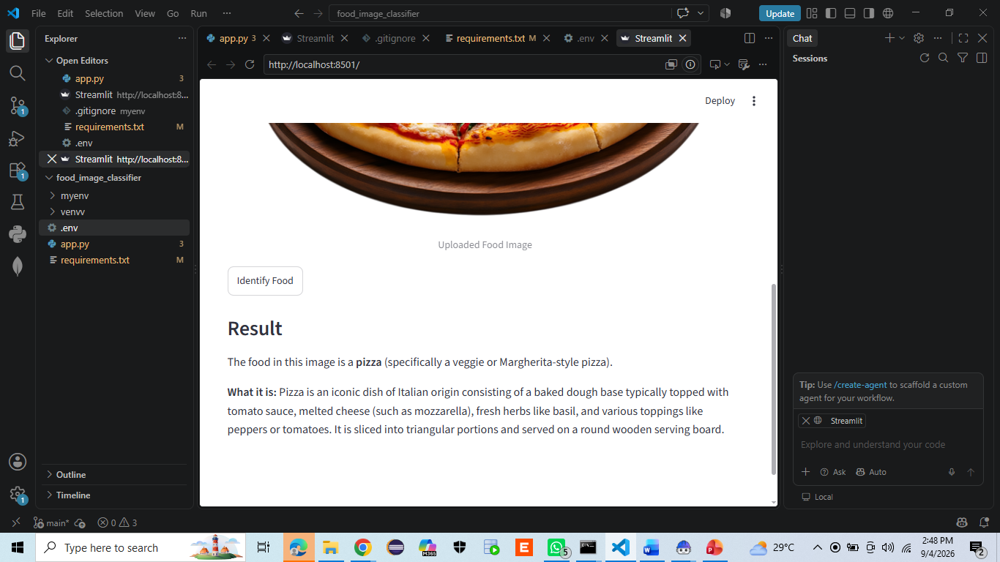 File Edit Selection View Go Run ···
food_image_classifier
Update
Explorer
Open Editors
app.py 3
Streamlit http://localhost:8...
.gitignore myenv
requirements.txt M
.env
Streamlit http://localhost:8...
food_image_classifier
myenv
venvv
.env
app.py 3
requirements.txt M
Outline
Timeline
1
1
1
app.py 3
Streamlit
.gitignore
requirements.txt M
.env
Streamlit
http://localhost:8501/
Deploy
Uploaded Food Image
Identify Food
Result
The food in this image is a pizza (specifically a veggie or Margherita-style pizza).
What it is: Pizza is an iconic dish of Italian origin consisting of a baked dough base typically topped with
tomato sauce, melted cheese (such as mozzarella), fresh herbs like basil, and various toppings like
peppers or tomatoes. It is sliced into triangular portions and served on a round wooden serving board.
Chat
Sessions
Tip: Use /create-agent to scaffold a custom
agent for your workflow.
Streamlit
Explore and understand your code
Ask Auto
Local
main* 0 3
Type here to search
M365
E
5
29°C
2:48 PM
9/4/2026
2